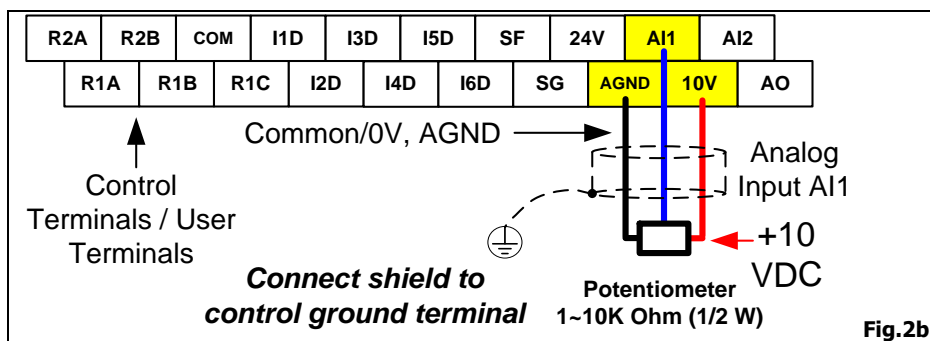 R2A R2B COM I1D I3D I5D SF 24V AI1 AI2
R1A R1B R1C I2D I4D I6D SG AGND 10V AO
Common/0V, AGND
Analog
Input AI1
Control
Terminals / User
Terminals
+10
VDC
Connect shield to
control ground terminal
Potentiometer
1~10K Ohm (1/2 W)
Fig.2b